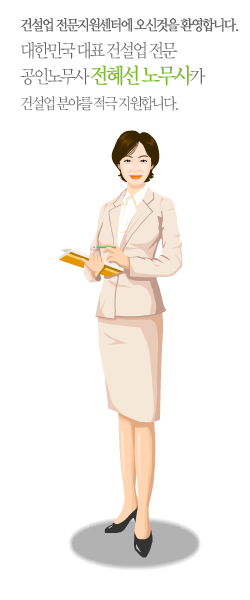 건설업 전문지원센터에 오신것을 환영합니다.
대한민국 대표 건설업 전문
공인노무사 전혜선 노무사가
건설업 분야를 적극 지원합니다.